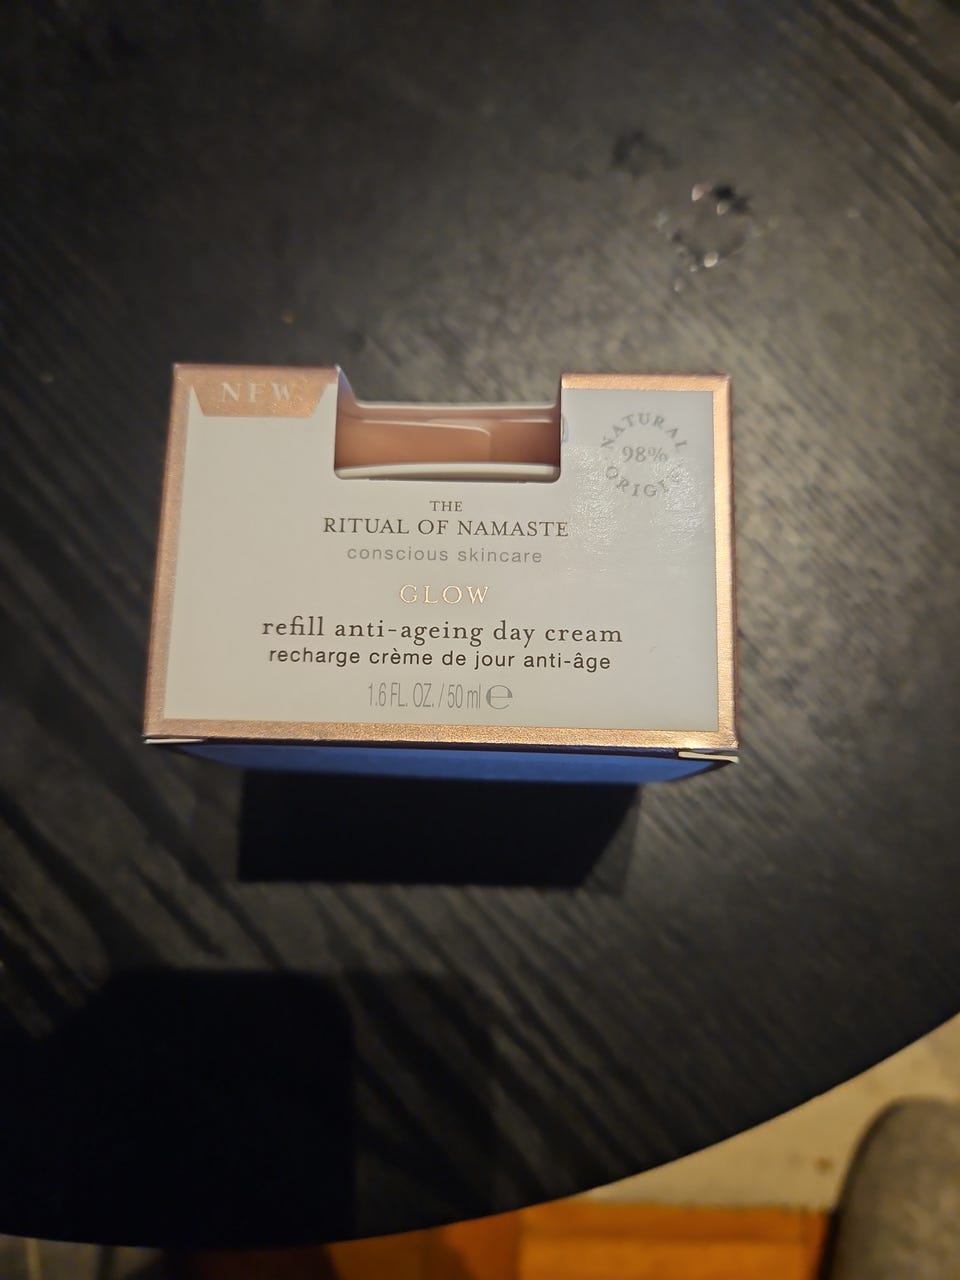 NEW
NATURAL
98%
THE
RITUAL OF NAMASTE
conscious skincare
GLOW
refill anti-ageing day cream
recharge crème de jour anti-âge
1.6 FL. OZ. / 50 ml ℮